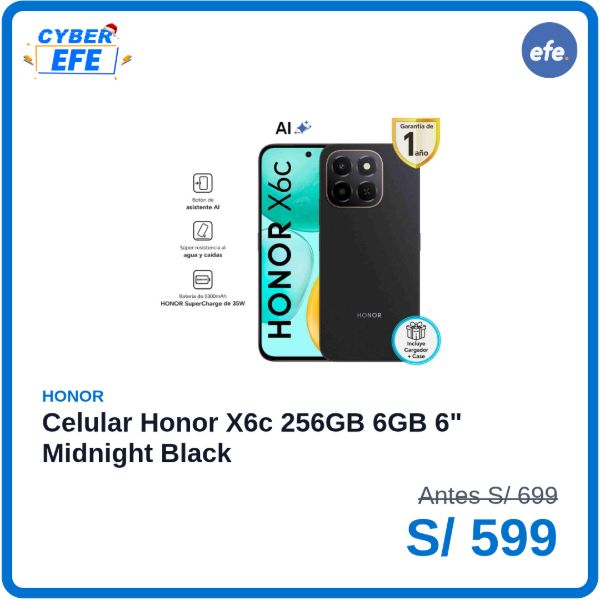 CYBER
EFE
efe.
AI
Garantía de
1 año
Botón de
asistente AI
Súper resistencia al
agua y caídas
Batería de 5300mAh
HONOR SuperCharge de 35W
HONOR X6c
HONOR
Incluye
Cargador
+ Case
HONOR
Celular Honor X6c 256GB 6GB 6"
Midnight Black
Antes S/ 699
S/ 599